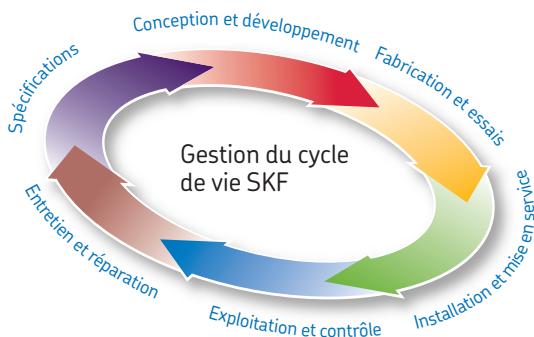 Conception et développement
Fabrication et essais
Installation et mise en service
Exploitation et contrôle
Entretien et réparation
Spécifications
Gestion du cycle
de vie SKF